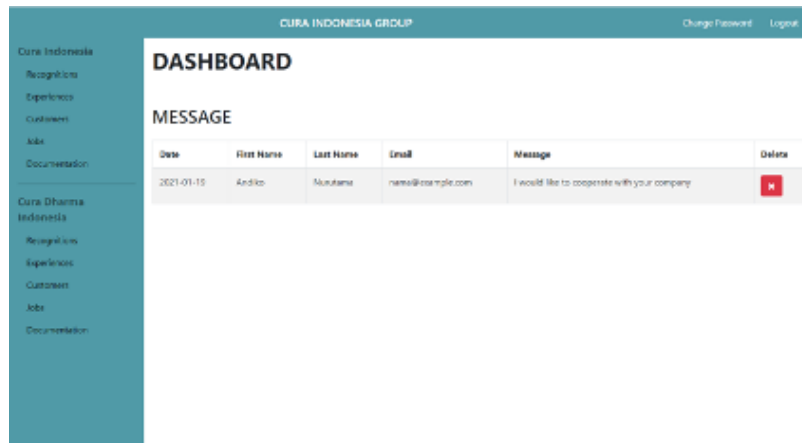 CURA INDONESIA GROUP
Change Password Logout
Cura Indonesia
Recognitions
Experiences
Customers
Jobs
Documentation
Cura Dharma
Indonesia
Recognitions
Experiences
Customers
Jobs
Documentation
DASHBOARD
MESSAGE
Date First Name Last Name Email Message Delete
2021-01-19 Andiko Nurutama name@example.com I would like to cooperate with your company